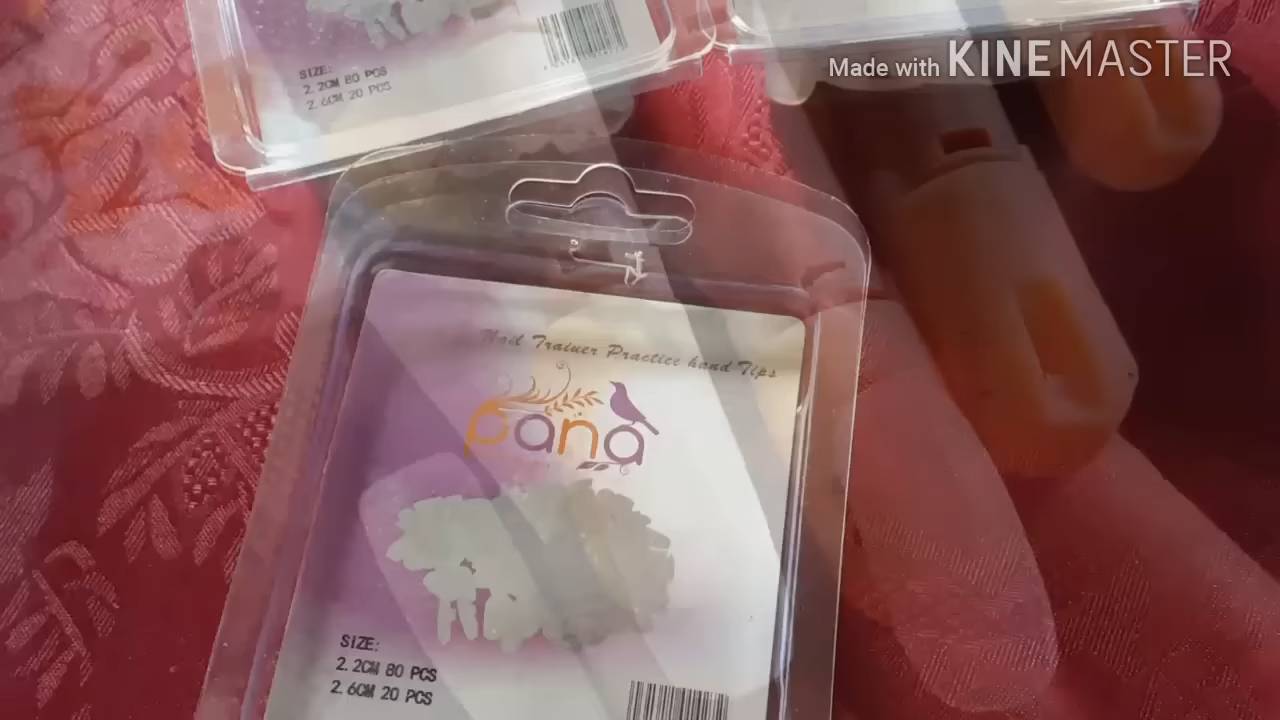 Made with KINEMASTER
SIZE:
2.2CM 80 PCS
2.6CM 20 PCS
Nail Trainer Practice hand Tips
pana
SIZE:
2.2CM 80 PCS
2.6CM 20 PCS